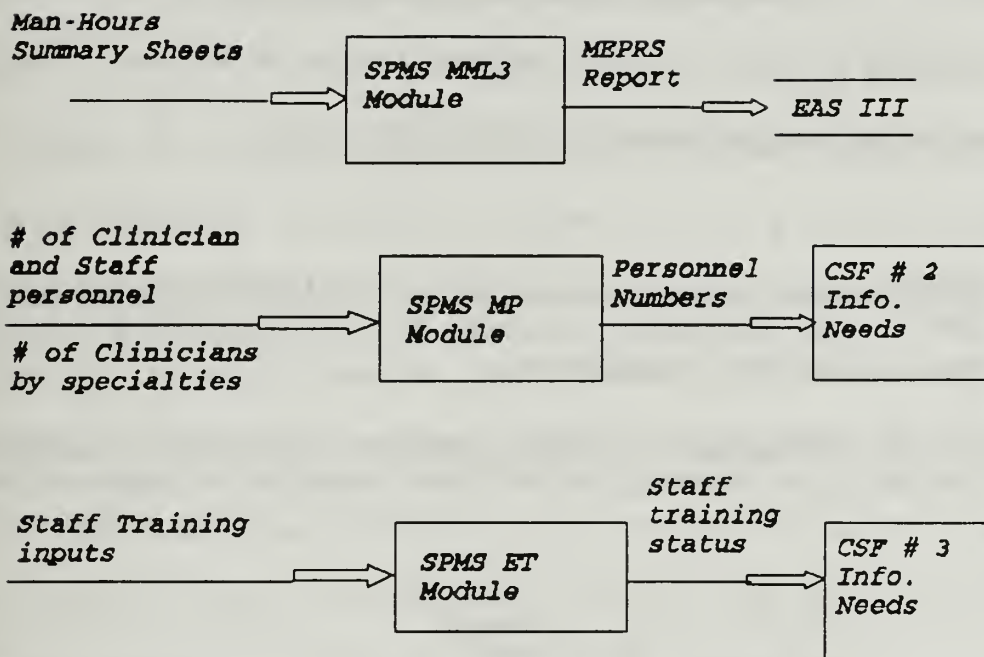 Man-Hours
Summary Sheets
SPMS MML3
Module
MEPRS
Report
EAS III
# of Clinician
and Staff
personnel
# of Clinicians
by specialties
SPMS MP
Module
Personnel
Numbers
CSF # 2
Info.
Needs
Staff Training
inputs
SPMS ET
Module
Staff
training
status
CSF # 3
Info.
Needs